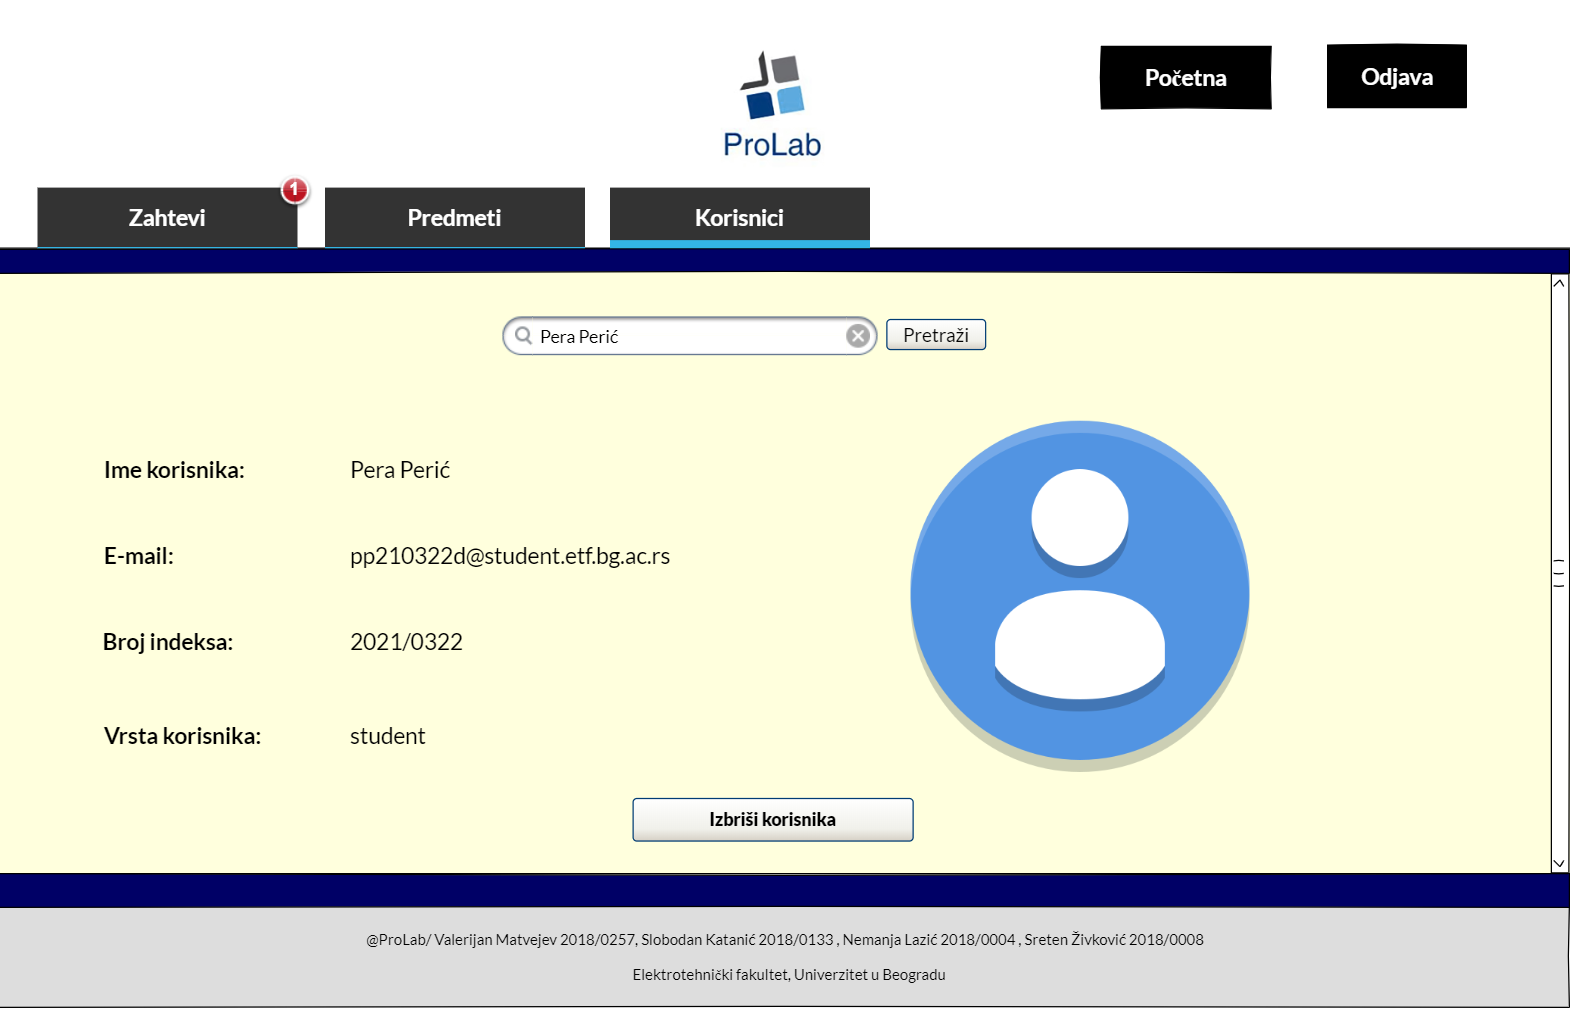 ProLab
Početna
Odjava
Zahtevi
1
Predmeti
Korisnici
Pera Perić
Pretraži
Ime korisnika: Pera Perić
E-mail: pp210322d@student.etf.bg.ac.rs
Broj indeksa: 2021/0322
Vrsta korisnika: student
Izbriši korisnika
@ProLab/ Valerijan Matvejev 2018/0257, Slobodan Katanić 2018/0133 , Nemanja Lazić 2018/0004 , Sreten Živković 2018/0008
Elektrotehnički fakultet, Univerzitet u Beogradu